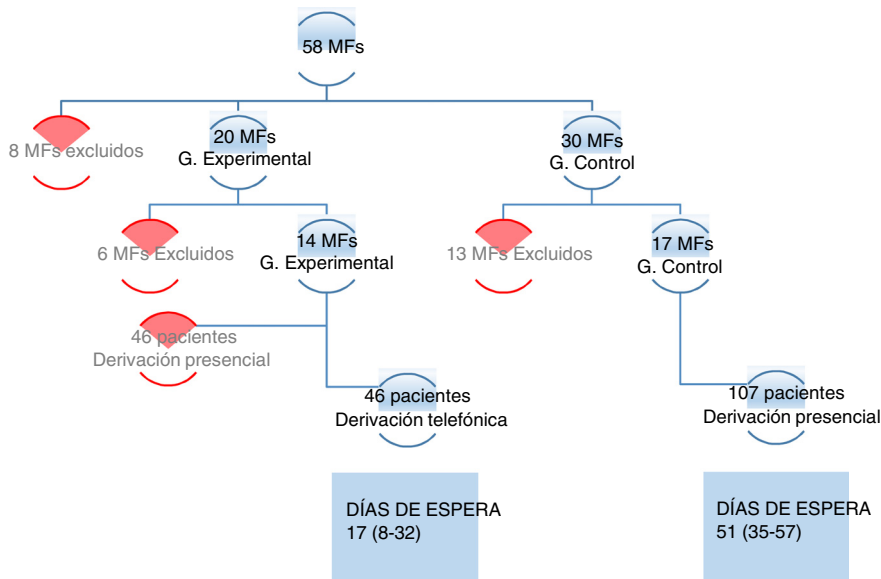 58 MFs
8 MFs excluidos
20 MFs
G. Experimental
30 MFs
G. Control
6 MFs Excluidos
14 MFs
G. Experimental
13 MFs Excluidos
17 MFs
G. Control
46 pacientes
Derivación presencial
46 pacientes
Derivación telefónica
107 pacientes
Derivación presencial
DÍAS DE ESPERA
17 (8-32)
DÍAS DE ESPERA
51 (35-57)